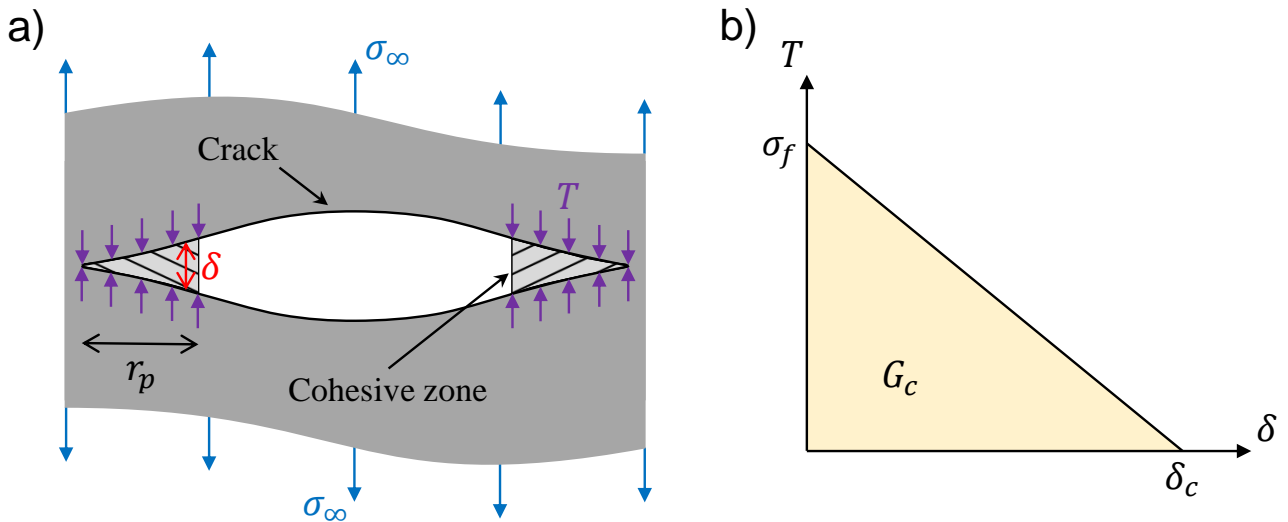 a)
σ∞
Crack
T
δ
r_p
Cohesive zone
σ∞
b)
T
σ_f
G_c
δ
δ_c